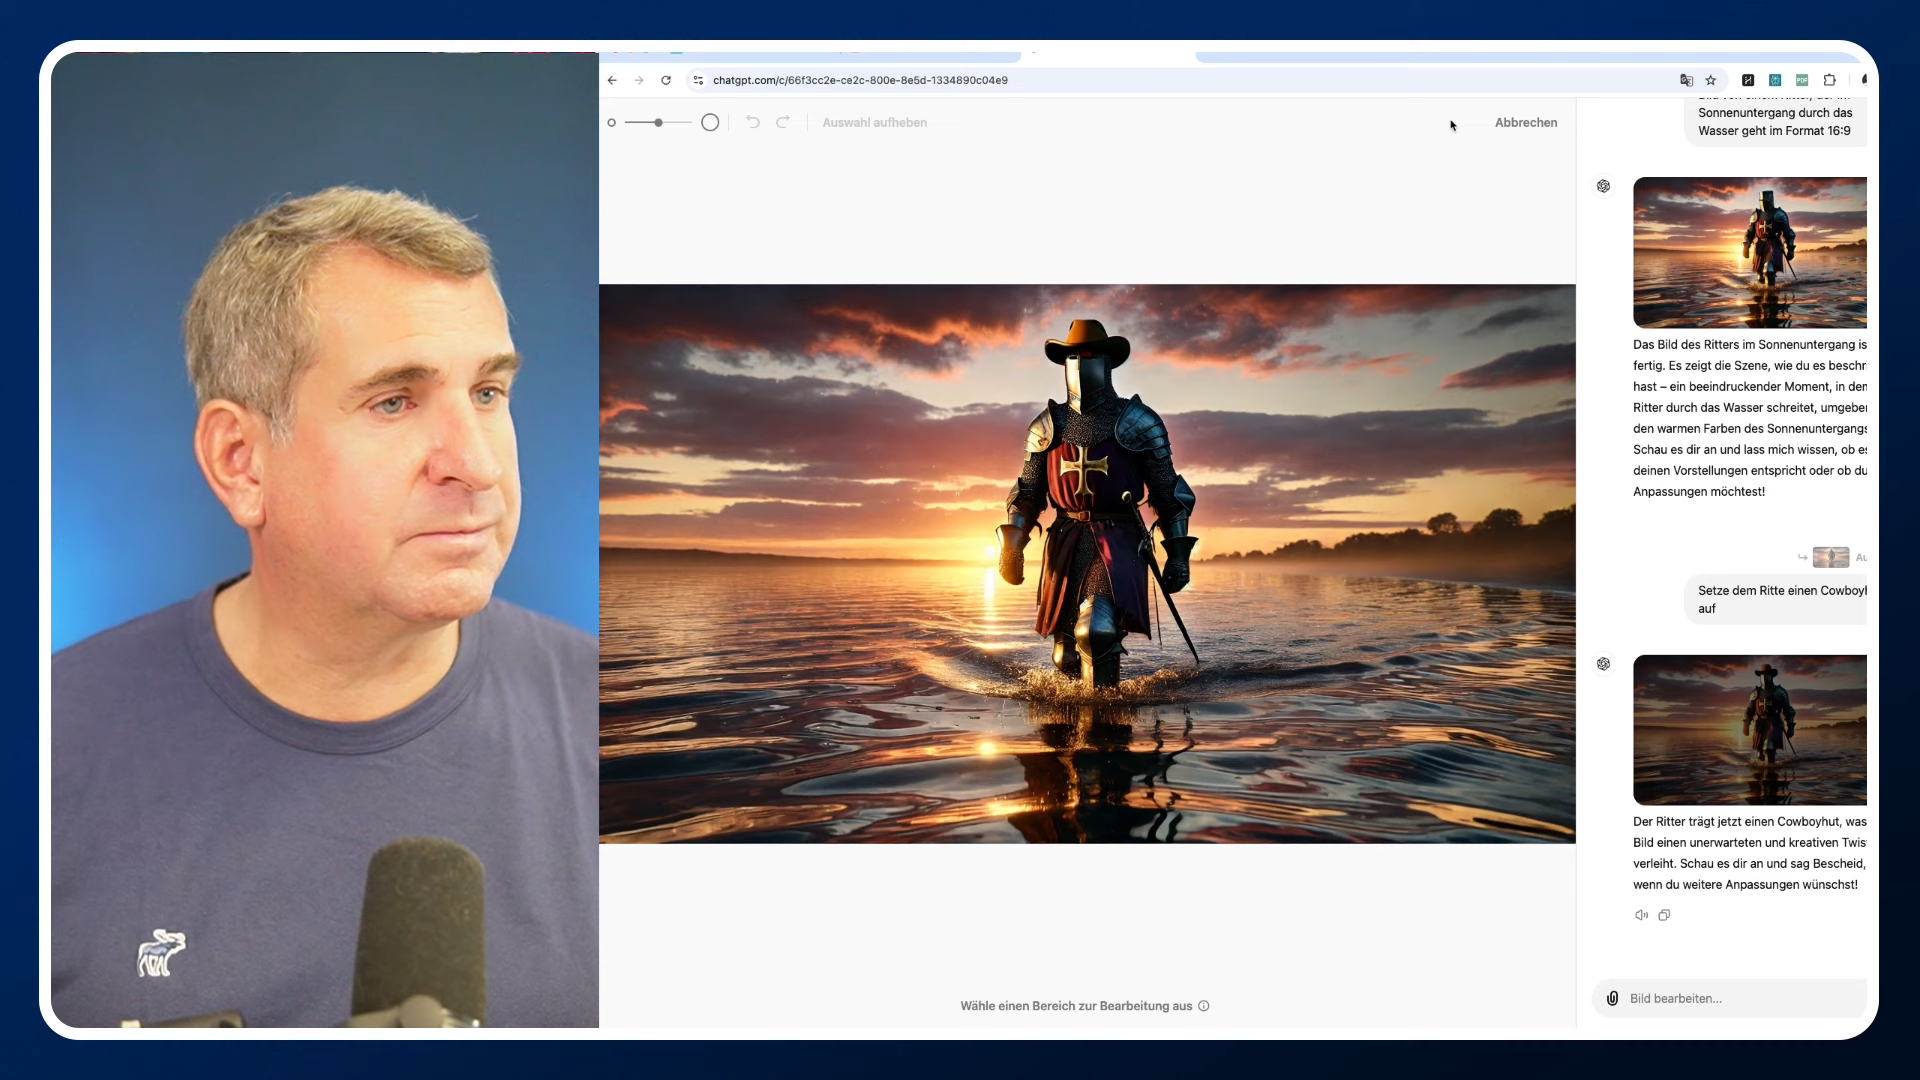 chatgpt.com/c/66f3cc2e-ce2c-800e-8e5d-1334890c04e9
Auswahl aufheben
Abbrechen
Wähle einen Bereich zur Bearbeitung aus
Sonnenuntergang durch das
Wasser geht im Format 16:9
Das Bild des Ritters im Sonnenuntergang is
fertig. Es zeigt die Szene, wie du es beschr
hast – ein beeindruckender Moment, in der
Ritter durch das Wasser schreitet, umgeber
den warmen Farben des Sonnenuntergangs
Schau es dir an und lass mich wissen, ob es
deinen Vorstellungen entspricht oder ob du
Anpassungen möchtest!
Au
Setze dem Ritte einen Cowboyh
auf
Der Ritter trägt jetzt einen Cowboyhut, was
Bild einen unerwarteten und kreativen Twis
verleiht. Schau es dir an und sag Bescheid,
wenn du weitere Anpassungen wünschst!
Bild bearbeiten...